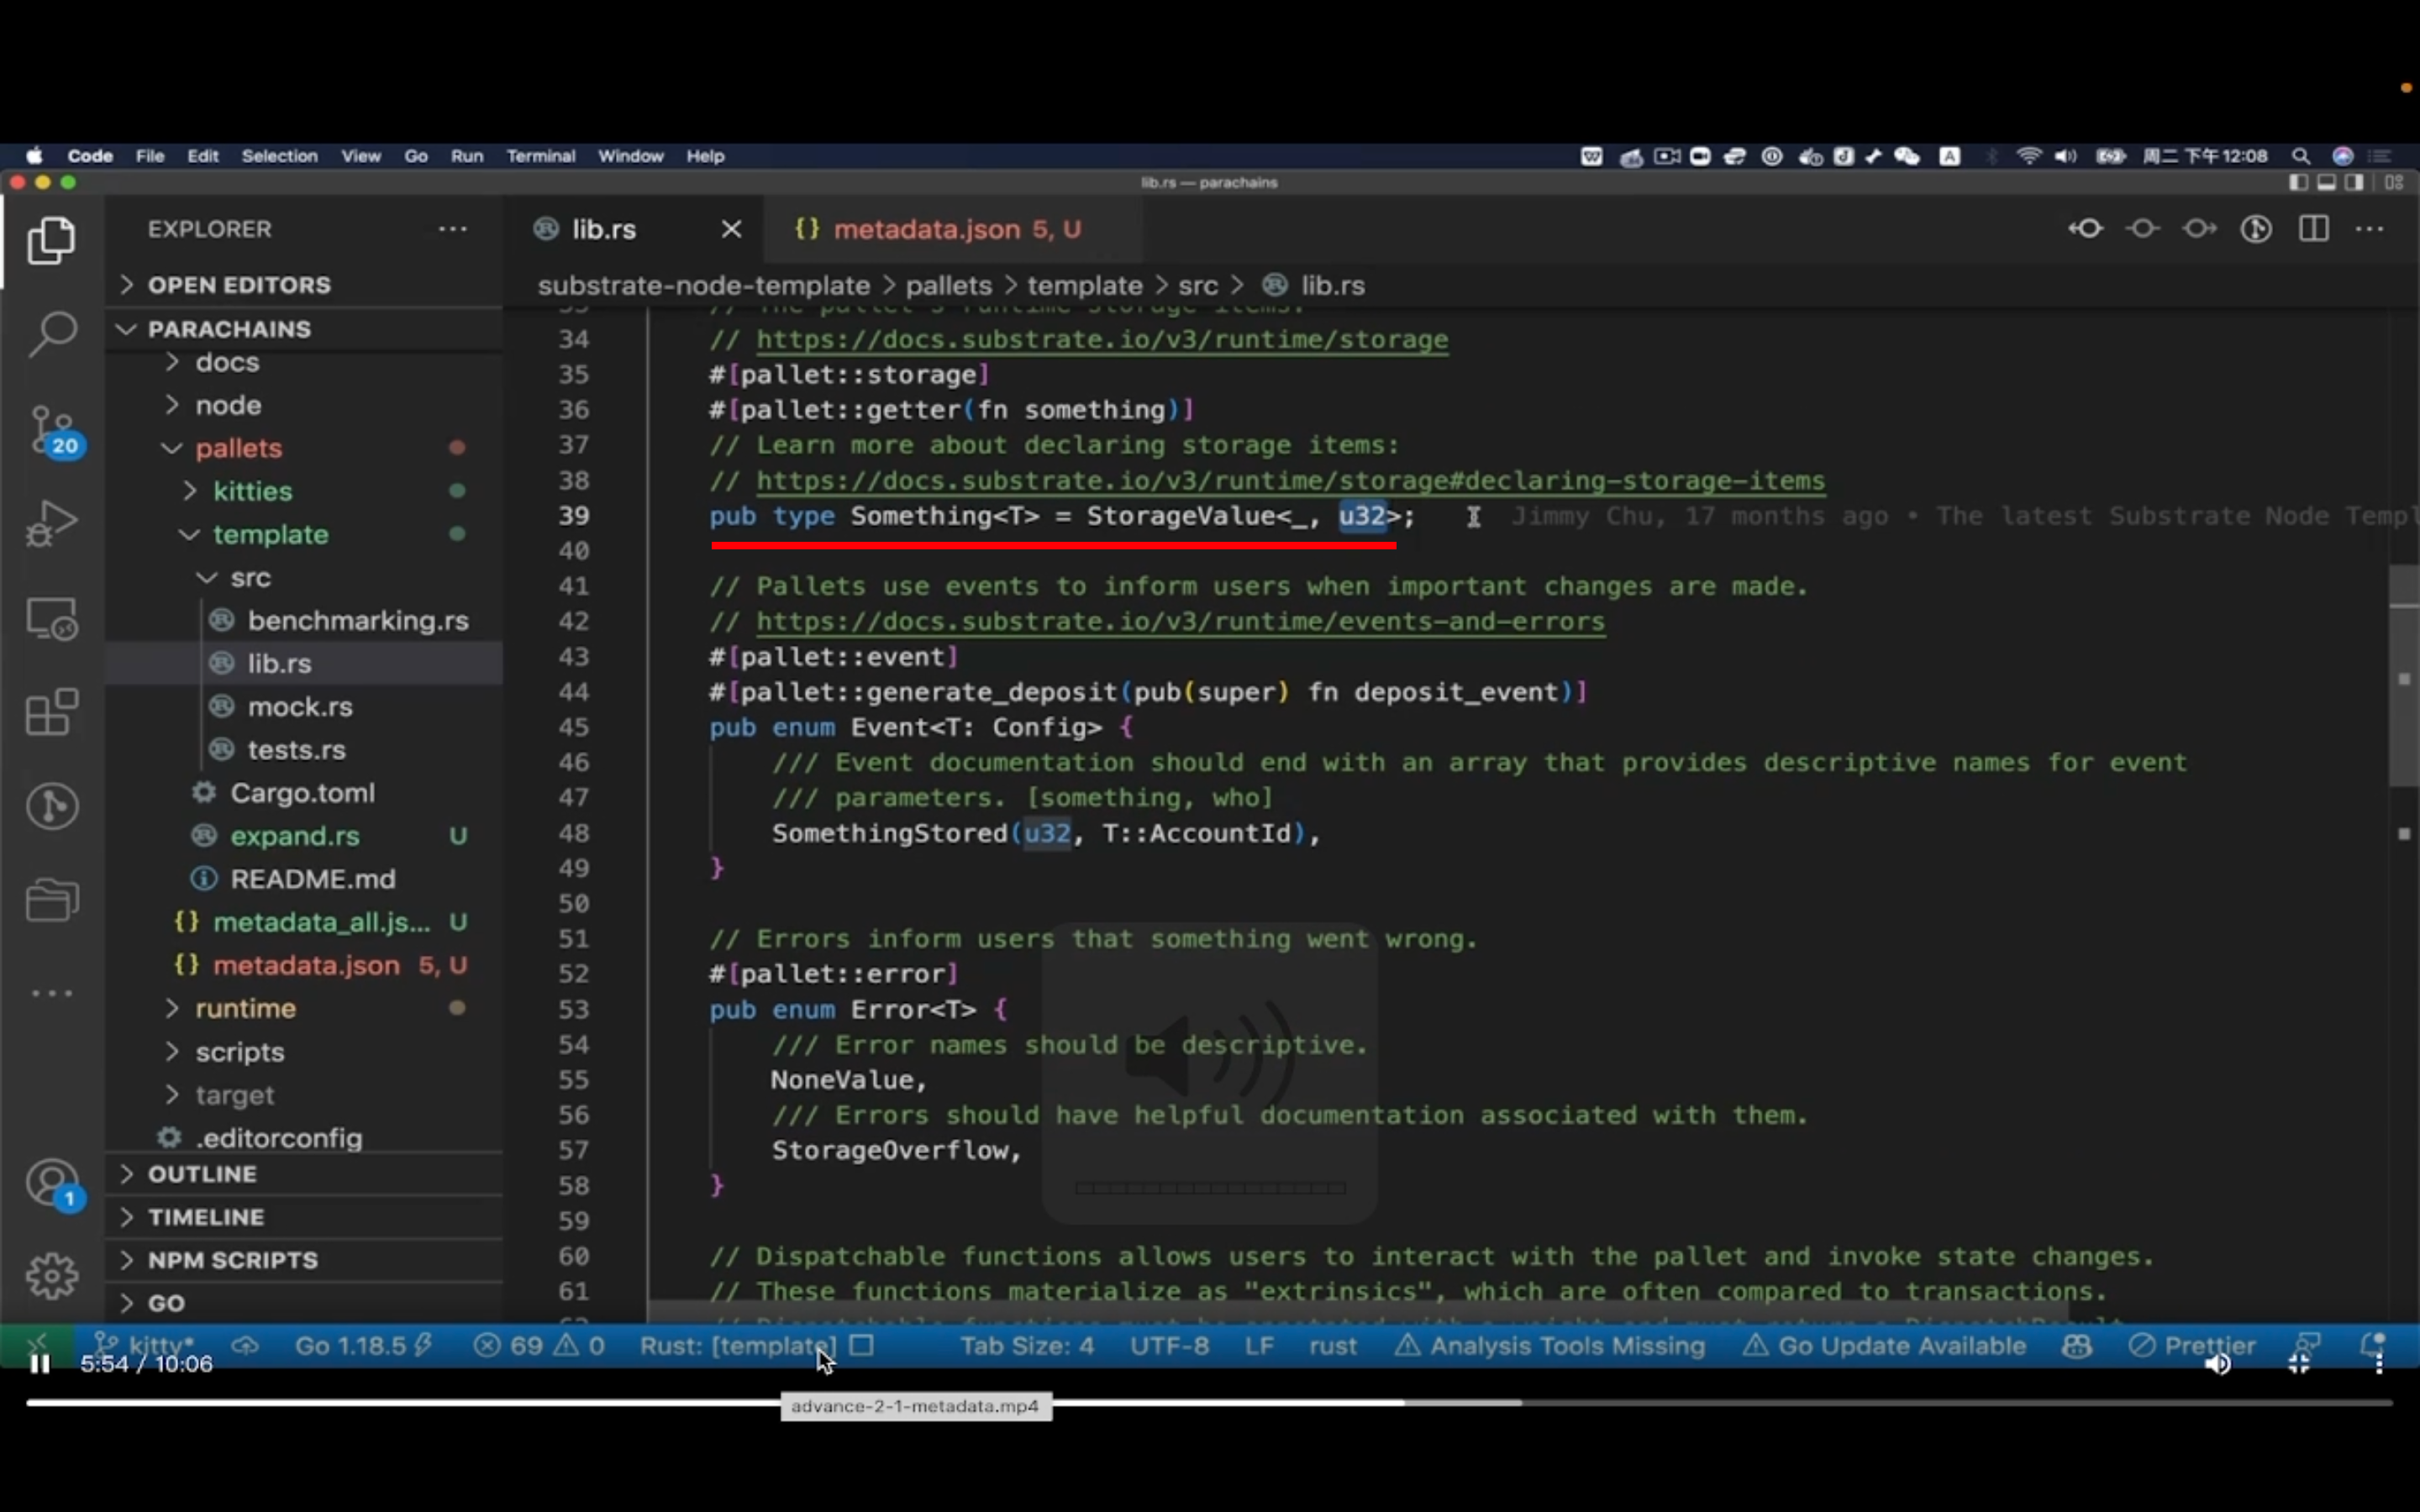 Code File Edit Selection View Go Run Terminal Window Help
周二 下午12:08
lib.rs — parachains
EXPLORER
lib.rs
{} metadata.json 5, U
substrate-node-template > pallets > template > src > lib.rs
OPEN EDITORS
PARACHAINS
docs
node
pallets
kitties
template
src
benchmarking.rs
lib.rs
mock.rs
tests.rs
Cargo.toml
expand.rs U
README.md
{} metadata_all.js... U
{} metadata.json 5, U
runtime
scripts
target
.editorconfig
OUTLINE
TIMELINE
NPM SCRIPTS
GO
20
1
33 // The pallet's runtime storage items.
34 // https://docs.substrate.io/v3/runtime/storage
35 #[pallet::storage]
36 #[pallet::getter(fn something)]
37 // Learn more about declaring storage items:
38 // https://docs.substrate.io/v3/runtime/storage#declaring-storage-items
39 pub type Something<T> = StorageValue<_, u32>; Jimmy Chu, 17 months ago • The latest Substrate Node Templ
40
41 // Pallets use events to inform users when important changes are made.
42 // https://docs.substrate.io/v3/runtime/events-and-errors
43 #[pallet::event]
44 #[pallet::generate_deposit(pub(super) fn deposit_event)]
45 pub enum Event<T: Config> {
46 /// Event documentation should end with an array that provides descriptive names for event
47 /// parameters. [something, who]
48 SomethingStored(u32, T::AccountId),
49 }
50
51 // Errors inform users that something went wrong.
52 #[pallet::error]
53 pub enum Error<T> {
54 /// Error names should be descriptive.
55 NoneValue,
56 /// Errors should have helpful documentation associated with them.
57 StorageOverflow,
58 }
59
60 // Dispatchable functions allows users to interact with the pallet and invoke state changes.
61 // These functions materialize as "extrinsics", which are often compared to transactions.
kitty* Go 1.18.5 69 0 Rust: [template] Tab Size: 4 UTF-8 LF rust Analysis Tools Missing Go Update Available Prettier
5:54 / 10:06
advance-2-1-metadata.mp4